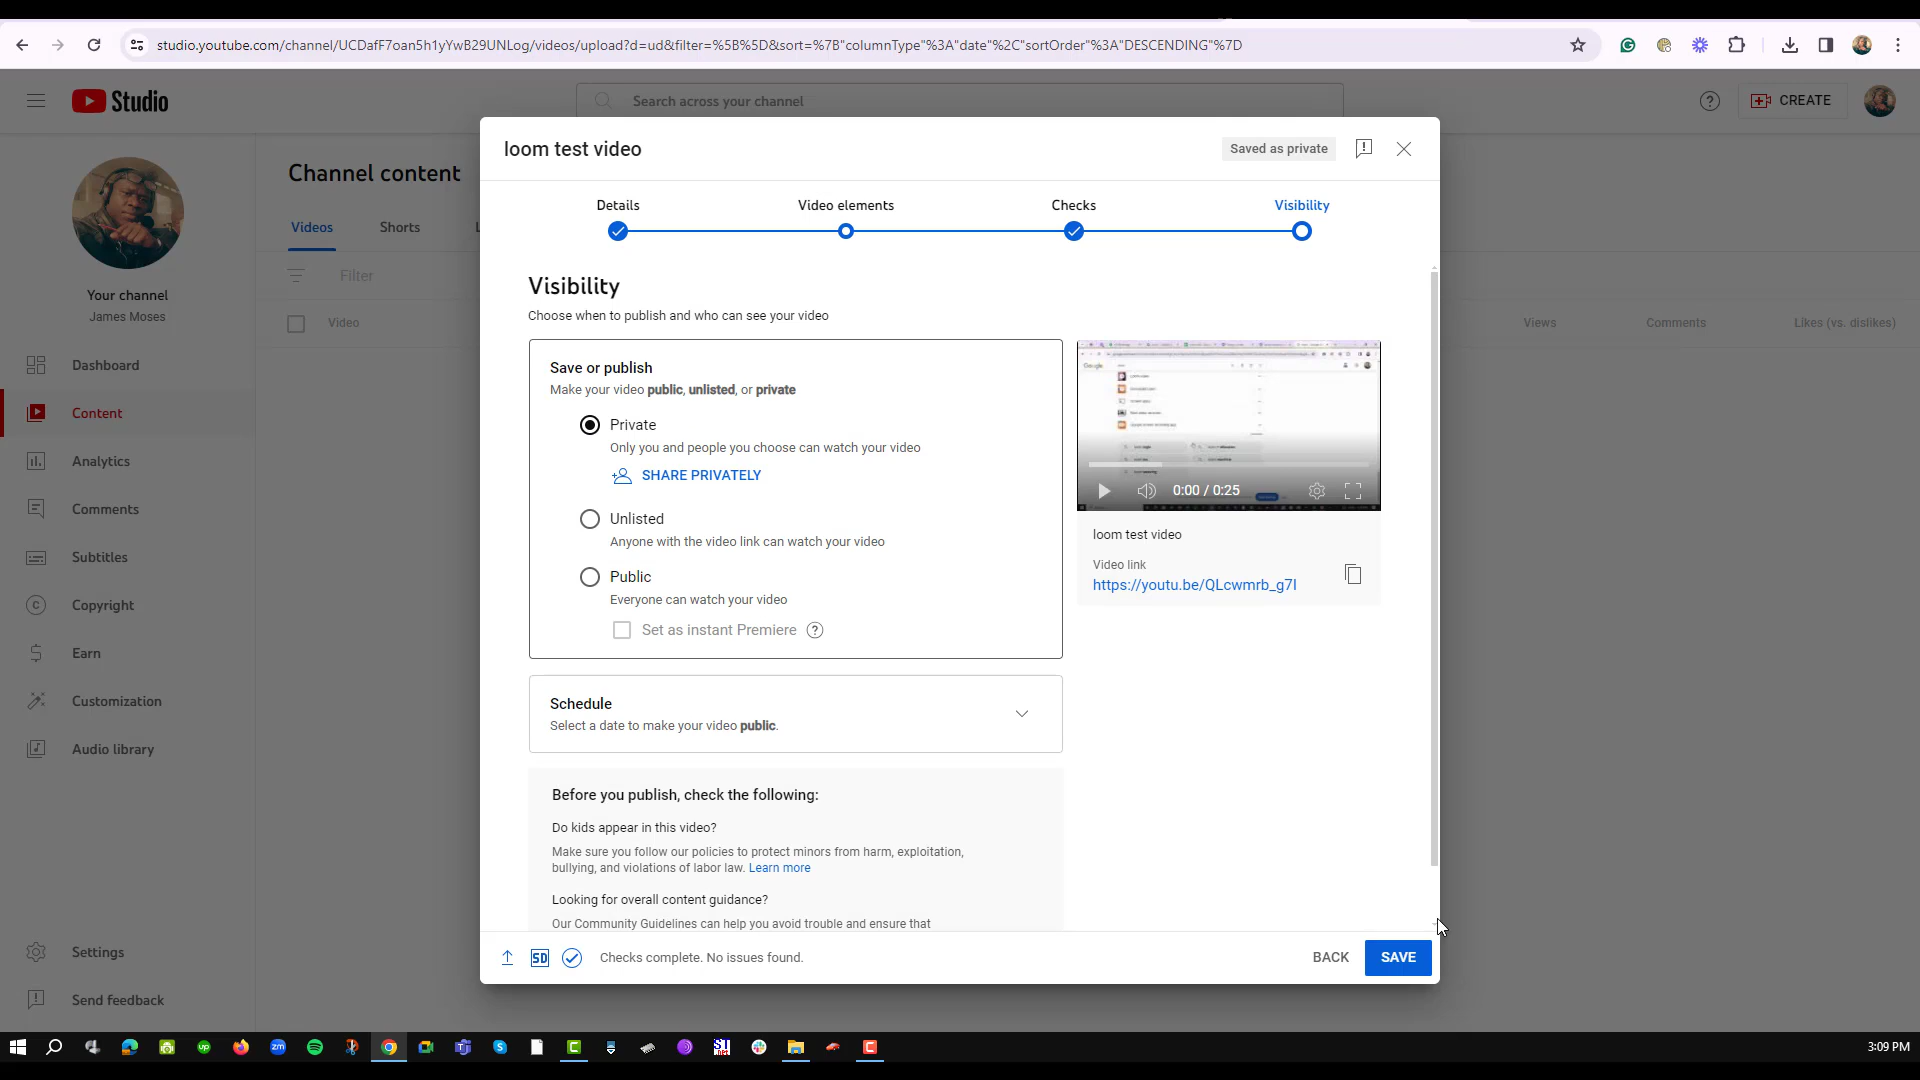 studio.youtube.com/channel/UCDafF7oan5h1yYwB29UNLog/videos/upload?d=ud&filter=%5B%5D&sort=%7B"columnType"%3A"date"%2C"sortOrder"%3A"DESCENDING"%7D
Studio
Search across your channel
CREATE
loom test video
Saved as private
Channel content
Details
Video elements
Checks
Visibility
Videos
Shorts
Filter
Your channel
James Moses
Video
Views
Comments
Likes (vs. dislikes)
Visibility
Choose when to publish and who can see your video
Save or publish
Make your video public, unlisted, or private
Private
Only you and people you choose can watch your video
SHARE PRIVATELY
Unlisted
Anyone with the video link can watch your video
Public
Everyone can watch your video
Set as instant Premiere
0:00 / 0:25
loom test video
Video link
https://youtu.be/QLcwmrb_g7I
Schedule
Select a date to make your video public.
Before you publish, check the following:
Do kids appear in this video?
Make sure you follow our policies to protect minors from harm, exploitation,
bullying, and violations of labor law. Learn more
Looking for overall content guidance?
Our Community Guidelines can help you avoid trouble and ensure that
SD
Checks complete. No issues found.
BACK
SAVE
Dashboard
Content
Analytics
Comments
Subtitles
Copyright
Earn
Customization
Audio library
Settings
Send feedback
3:09 PM